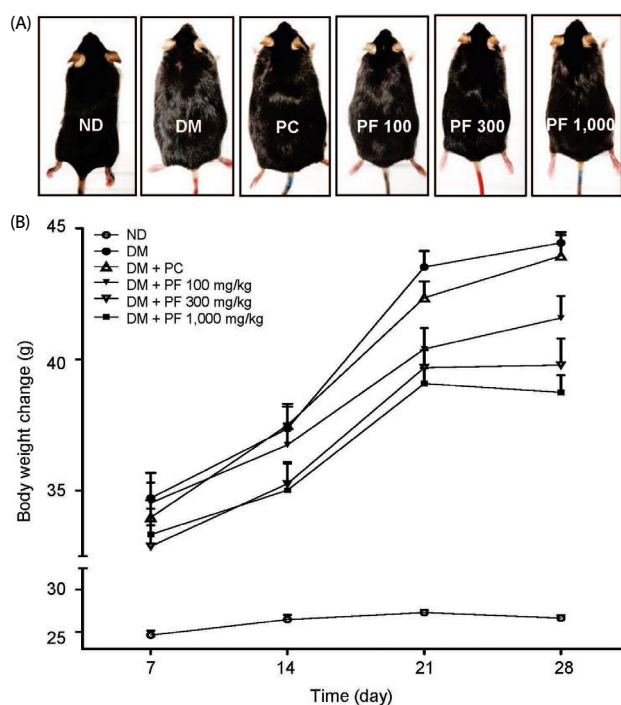 (A)
ND
DM
PC
PF 100
PF 300
PF 1,000
(B)
ND
DM
DM + PC
DM + PF 100 mg/kg
DM + PF 300 mg/kg
DM + PF 1,000 mg/kg
Body weight change (g)
45
40
35
30
25
7 14 21 28
Time (day)